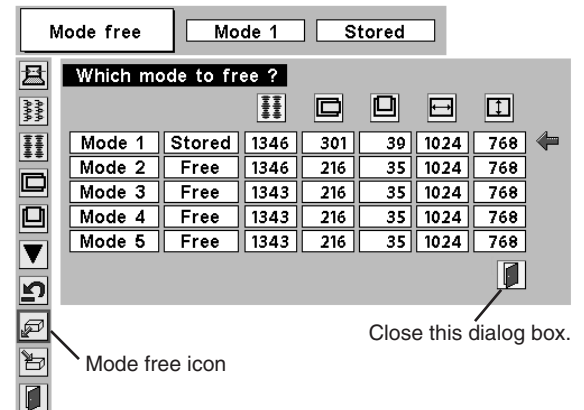 Mode free Mode 1 Stored
Which mode to free ?
Mode 1 Stored 1346 301 39 1024 768
Mode 2 Free 1346 216 35 1024 768
Mode 3 Free 1343 216 35 1024 768
Mode 4 Free 1343 216 35 1024 768
Mode 5 Free 1343 216 35 1024 768
Close this dialog box.
Mode free icon